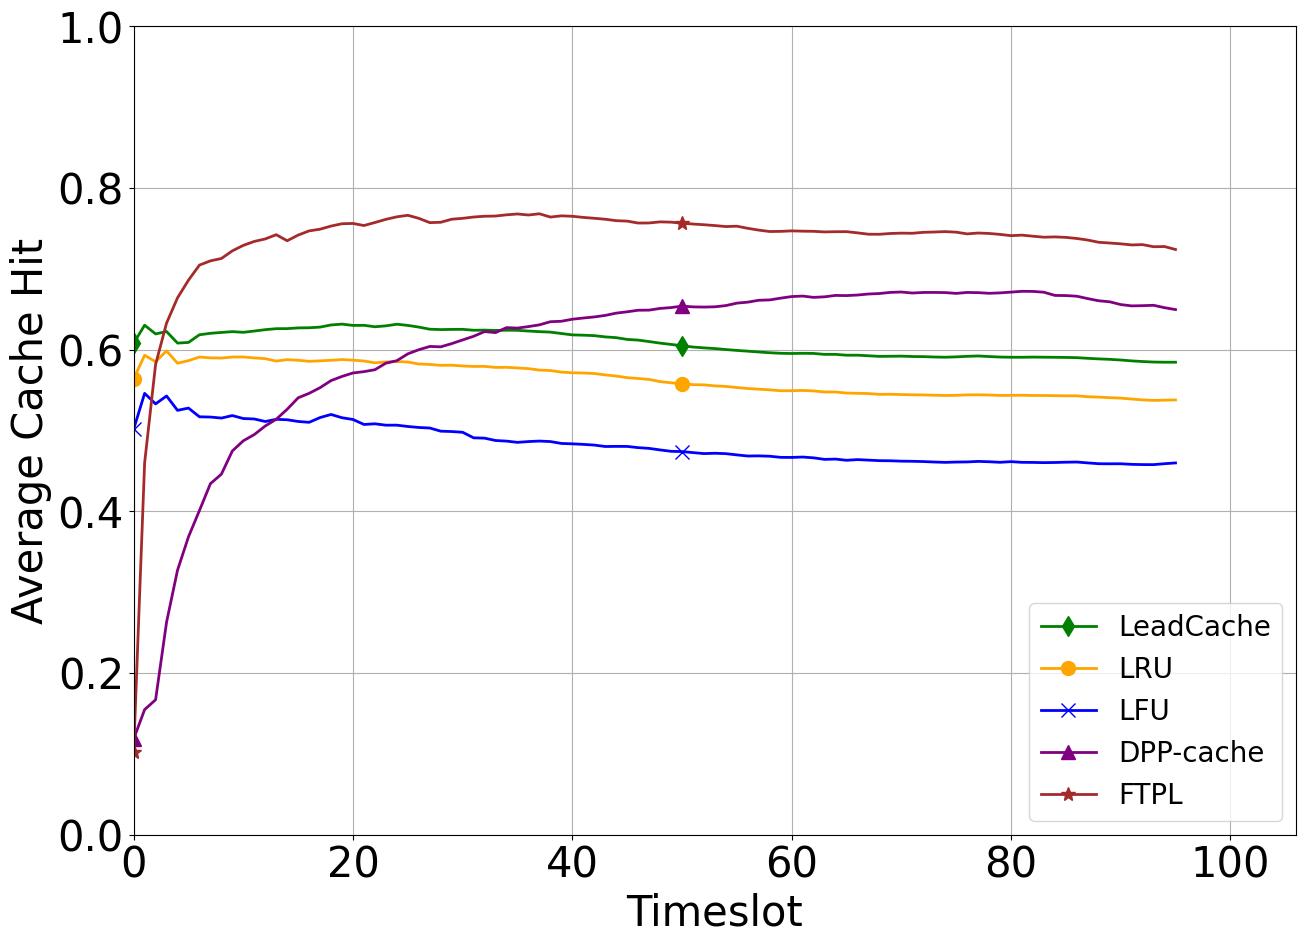 Average Cache Hit
1.0
0.8
0.6
0.4
0.2
0.0
0 20 40 60 80 100
Timeslot
LeadCache
LRU
LFU
DPP-cache
FTPL